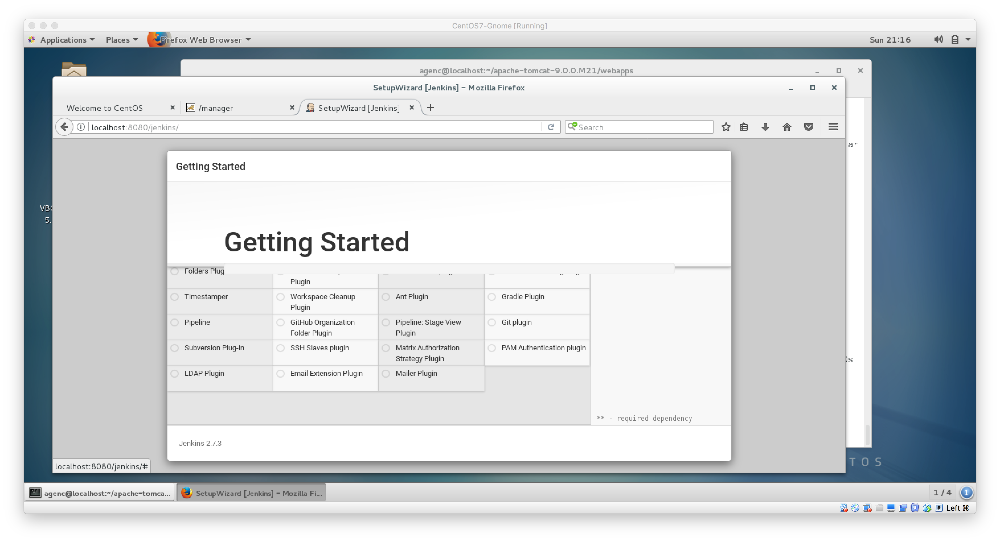 CentOS7-Gnome [Running]
Applications Places Firefox Web Browser Sun 21:16
agenc@localhost:~/apache-tomcat-9.0.0.M21/webapps
SetupWizard [Jenkins] - Mozilla Firefox
Welcome to CentOS /manager SetupWizard [Jenkins]
localhost:8080/jenkins/ Search
ar
Getting Started
Getting Started
VBO
5.
Folders Plug
Plugin
Timestamper Workspace Cleanup Ant Plugin Gradle Plugin
Plugin
Pipeline GitHub Organization Pipeline: Stage View Git plugin
Folder Plugin Plugin
Subversion Plug-in SSH Slaves plugin Matrix Authorization PAM Authentication plugin
Strategy Plugin
0s
LDAP Plugin Email Extension Plugin Mailer Plugin
** - required dependency
Jenkins 2.7.3
localhost:8080/jenkins/#
T O S
agenc@localhost:~/apache-tomca... SetupWizard [Jenkins] - Mozilla Fi... 1 / 4 1
Left ⌘